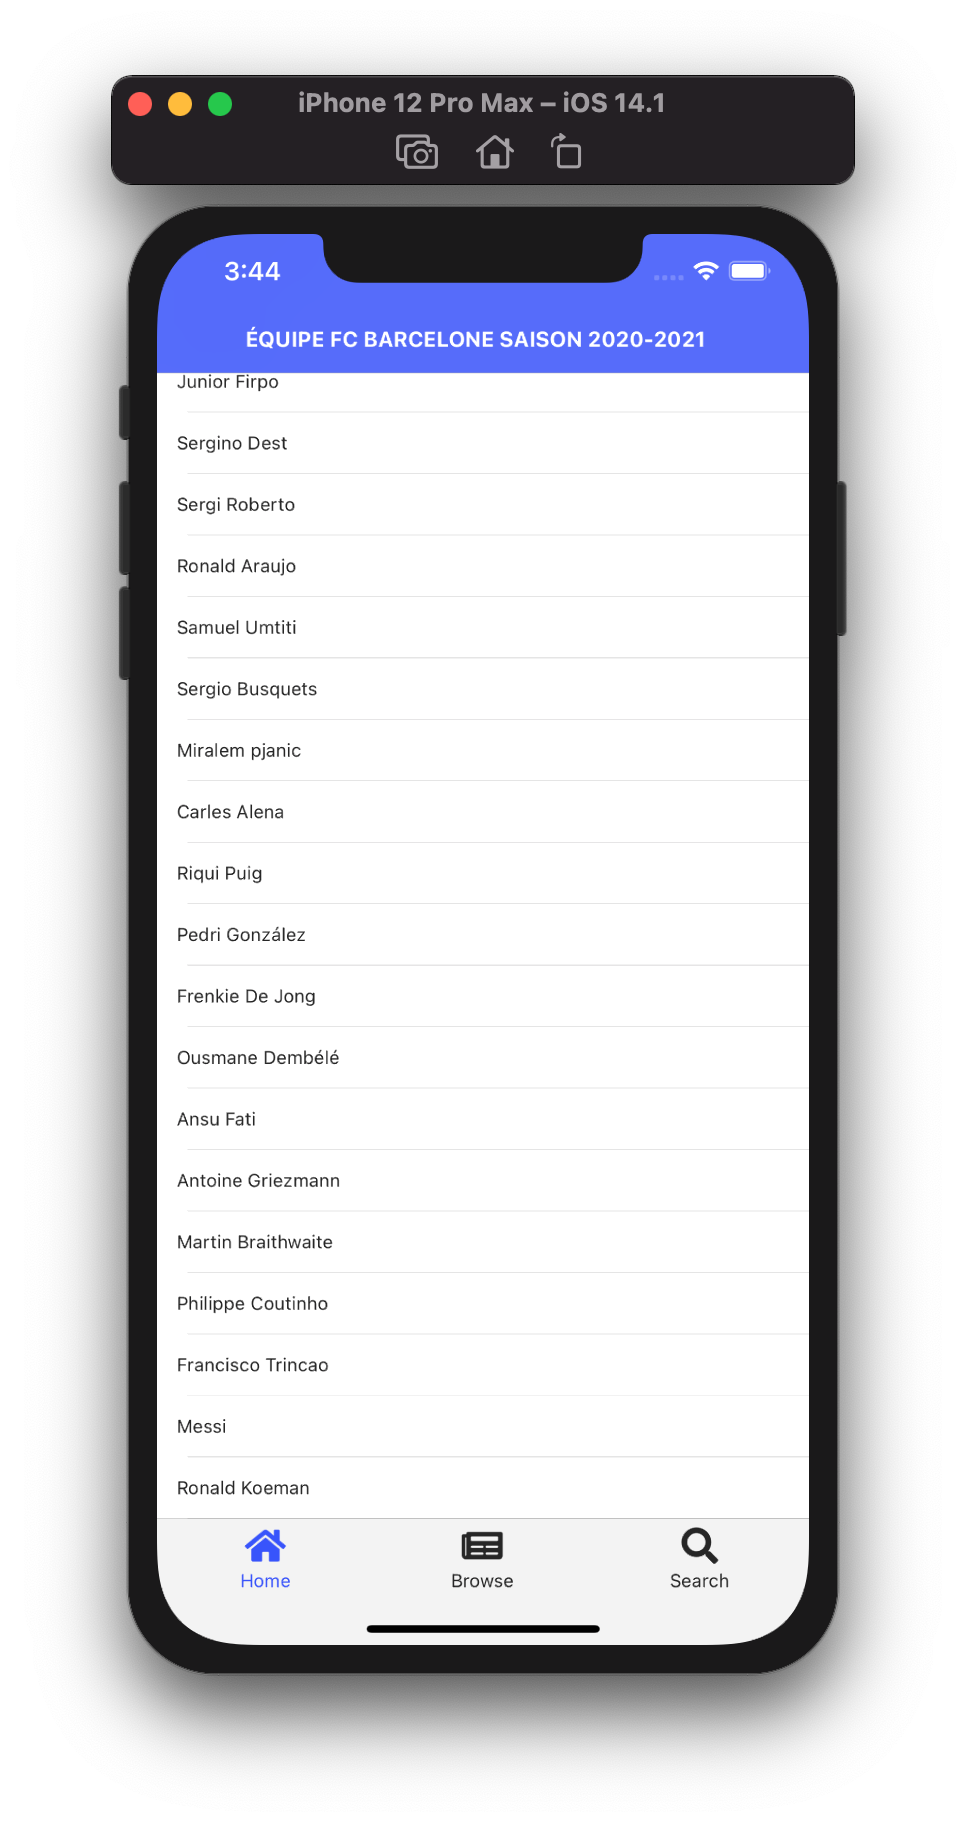 iPhone 12 Pro Max – iOS 14.1
3:44
ÉQUIPE FC BARCELONE SAISON 2020-2021
Junior Firpo
Sergino Dest
Sergi Roberto
Ronald Araujo
Samuel Umtiti
Sergio Busquets
Miralem pjanic
Carles Alena
Riqui Puig
Pedri González
Frenkie De Jong
Ousmane Dembélé
Ansu Fati
Antoine Griezmann
Martin Braithwaite
Philippe Coutinho
Francisco Trincao
Messi
Ronald Koeman
Home Browse Search